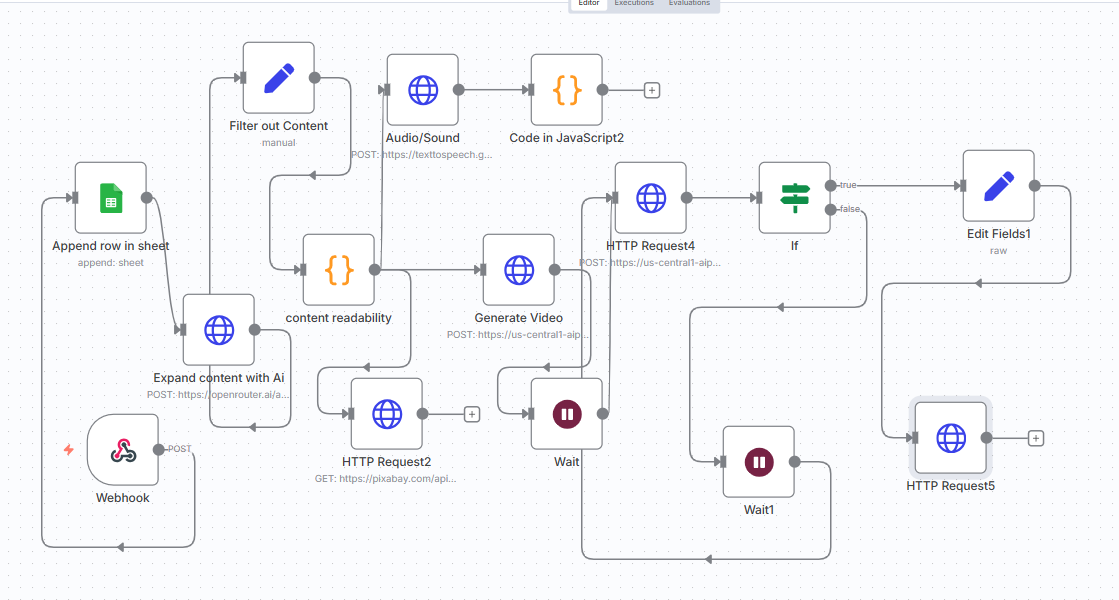 Editor
Executions
Evaluations
Filter out Content
manual
Audio/Sound
POST: https://texttospeech.g...
Code in JavaScript2
Append row in sheet
append: sheet
HTTP Request4
POST: https://us-central1-aip...
If
true
false
Edit Fields1
raw
content readability
Generate Video
POST: https://us-central1-aip...
Expand content with Ai
POST: https://openrouter.ai/a...
Webhook
POST
HTTP Request2
GET: https://pixabay.com/api...
Wait
Wait1
HTTP Request5